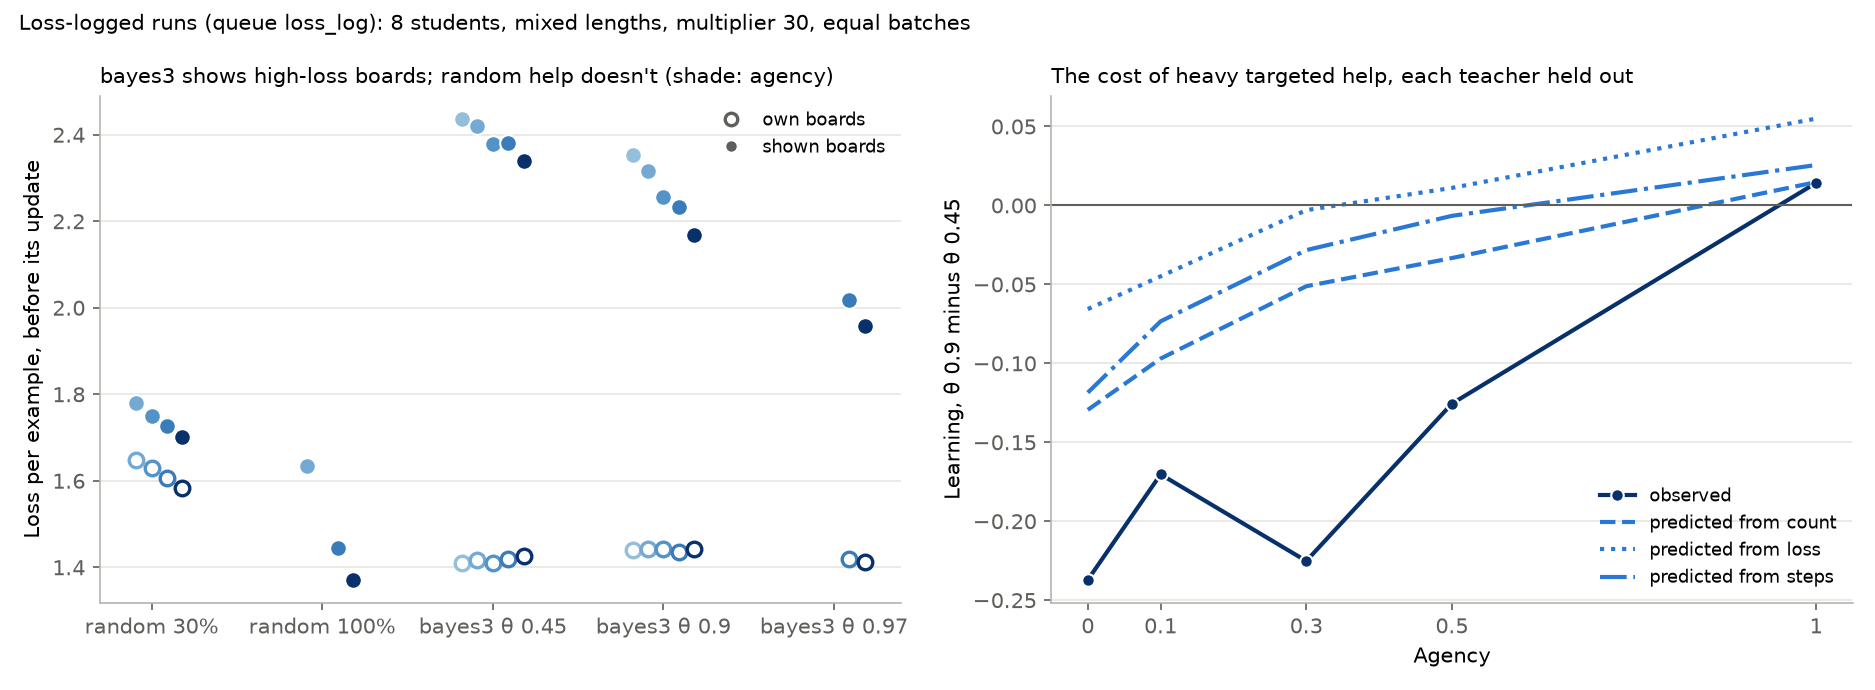 Loss-logged runs (queue loss_log): 8 students, mixed lengths, multiplier 30, equal batches
bayes3 shows high-loss boards; random help doesn't (shade: agency)
Loss per example, before its update
2.4
2.2
2.0
1.8
1.6
1.4
own boards
shown boards
random 30%
random 100%
bayes3 θ 0.45
bayes3 θ 0.9
bayes3 θ 0.97
The cost of heavy targeted help, each teacher held out
Learning, θ 0.9 minus θ 0.45
0.05
0.00
−0.05
−0.10
−0.15
−0.20
−0.25
observed
predicted from count
predicted from loss
predicted from steps
0
0.1
0.3
0.5
1
Agency